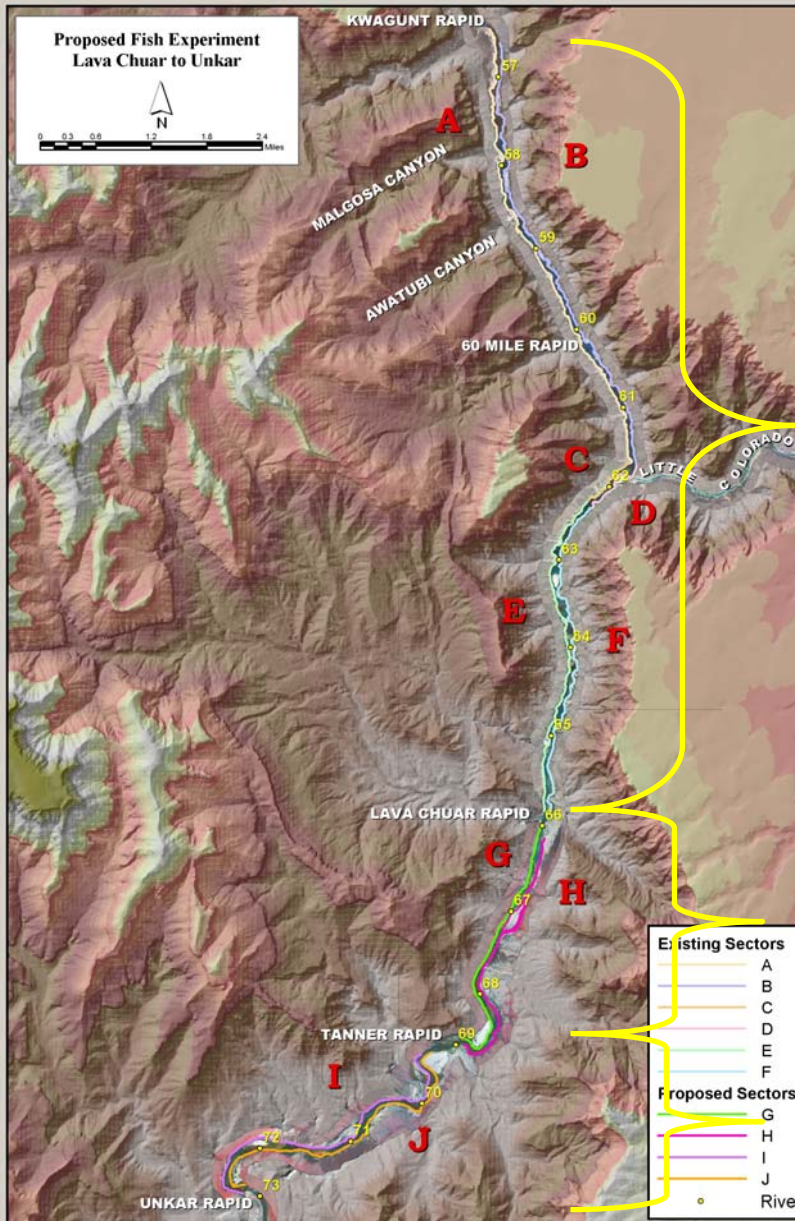 KWAGUNT RAPID
Proposed Fish Experiment
Lava Chuar to Unkar
N
0 0.3 0.6 1.2 1.8 2.4
Miles
57
A
B
58
MALGOSA CANYON
59
AWATUBI CANYON
60
60 MILE RAPID
61
C
62
LITTLE COLORADO
D
63
E
F
64
65
LAVA CHUAR RAPID
66
G
H
67
68
TANNER RAPID
69
I
70
J
71
72
73
UNKAR RAPID
Existing Sectors
A
B
C
D
E
F
Proposed Sectors
G
H
I
J
Rive